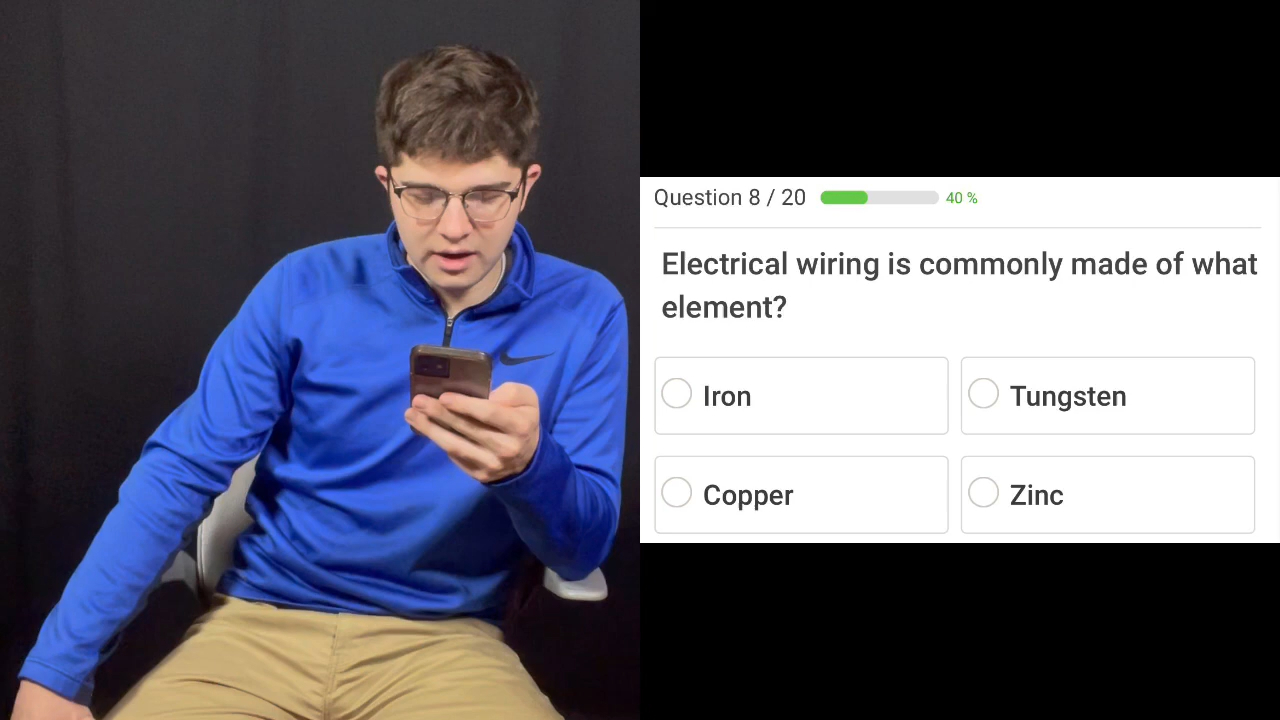 Question 8 / 20 40 %
Electrical wiring is commonly made of what
element?
Iron
Tungsten
Copper
Zinc